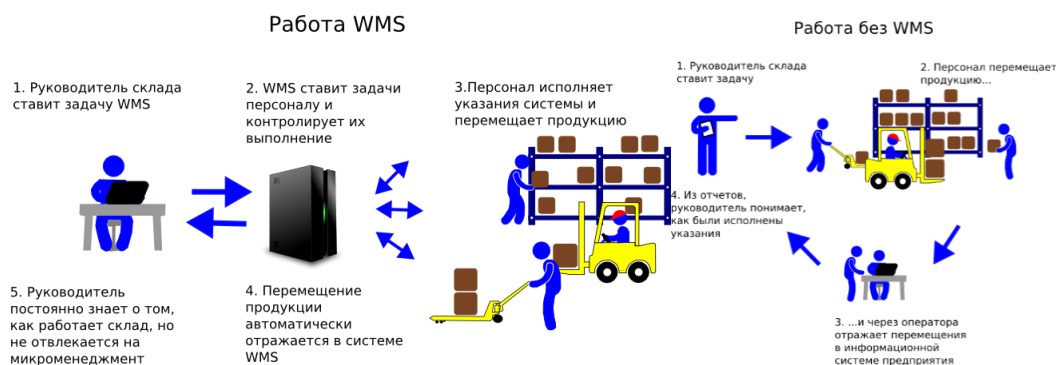 Работа WMS
1. Руководитель склада
ставит задачу WMS
2. WMS ставит задачи
персоналу и
контролирует их
выполнение
3.Персонал исполняет
указания системы и
перемещает продукцию
5. Руководитель
постоянно знает о том,
как работает склад, но
не отвлекается на
микроменеджмент
4. Перемещение
продукции
автоматически
отражается в системе
WMS
Работа без WMS
1. Руководитель склада
ставит задачу
2. Персонал перемещает
продукцию...
4. Из отчетов,
руководитель понимает,
как были исполнены
указания
3. ...и через оператора
отражает перемещения
в информационной
системе предприятия